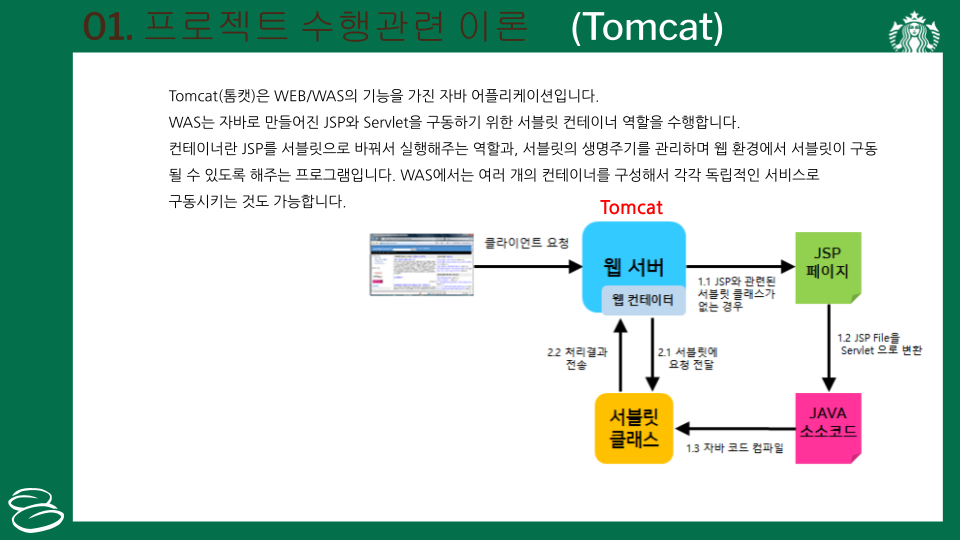 01. 프로젝트 수행관련 이론 (Tomcat)
Tomcat(톰캣)은 WEB/WAS의 기능을 가진 자바 어플리케이션입니다.
WAS는 자바로 만들어진 JSP와 Servlet을 구동하기 위한 서블릿 컨테이너 역할을 수행합니다.
컨테이너란 JSP를 서블릿으로 바꿔서 실행해주는 역할과, 서블릿의 생명주기를 관리하며 웹 환경에서 서블릿이 구동
될 수 있도록 해주는 프로그램입니다. WAS에서는 여러 개의 컨테이너를 구성해서 각각 독립적인 서비스로
구동시키는 것도 가능합니다.
Tomcat
클라이언트 요청
웹 서버
웹 컨테이터
1.1 JSP와 관련된
서블릿 클래스가
없는 경우
JSP
페이지
1.2 JSP File을
Servlet 으로 변환
2.2 처리결과
전송
2.1 서블릿에
요청 전달
서블릿
클래스
1.3 자바 코드 컴파일
JAVA
소소코드